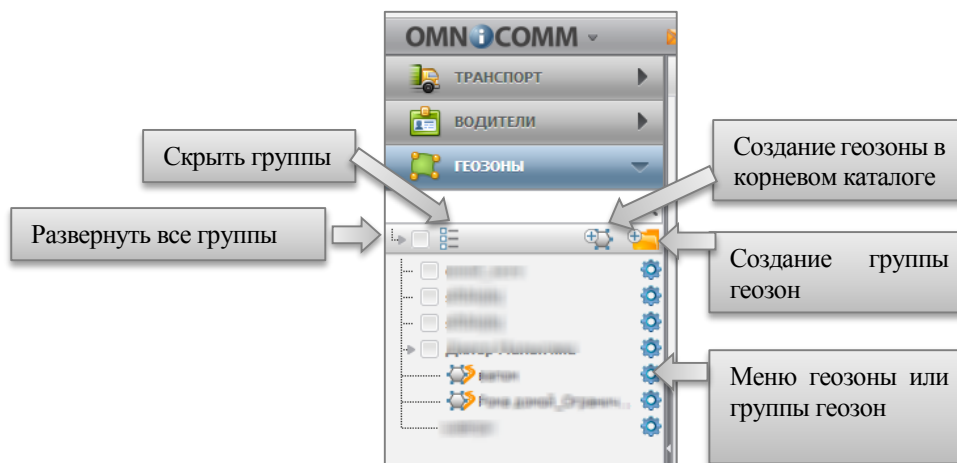 OMNiCOMM
ТРАНСПОРТ
ВОДИТЕЛИ
ГЕОЗОНЫ
Скрыть группы
Развернуть все группы
Создание геозоны в
корневом каталоге
Создание группы
геозон
Меню геозоны или
группы геозон